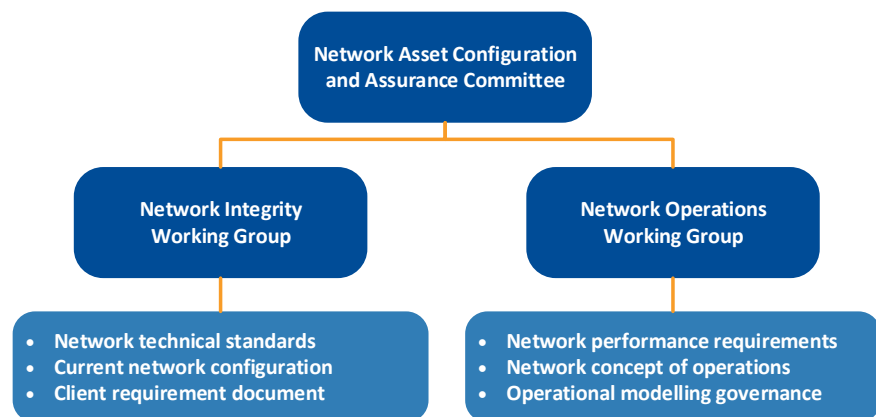 Network Asset Configuration
and Assurance Committee
Network Integrity
Working Group
Network Operations
Working Group
• Network technical standards
• Current network configuration
• Client requirement document
• Network performance requirements
• Network concept of operations
• Operational modelling governance